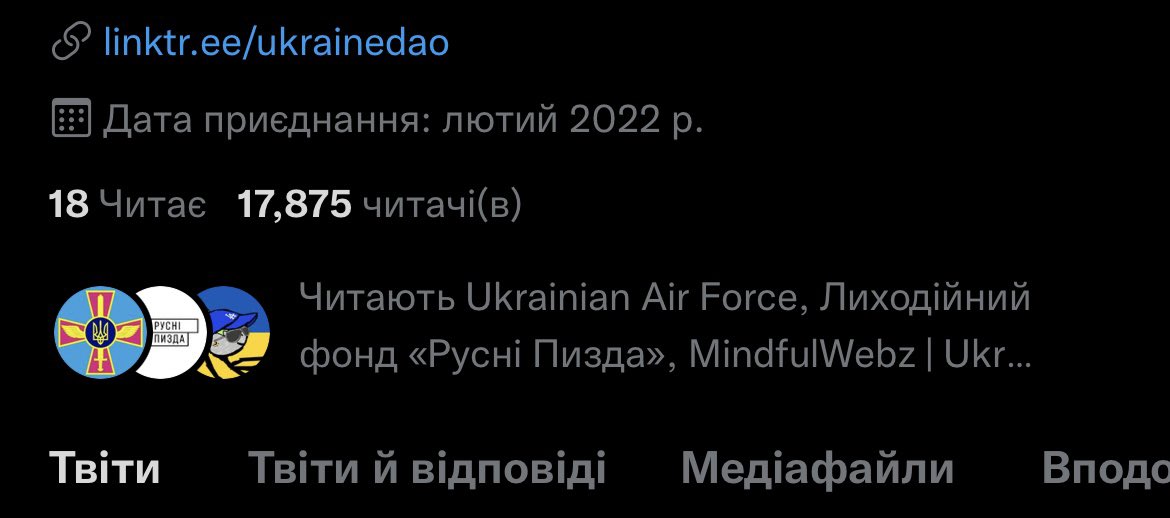 linktr.ee/ukrainedao
Дата приєднання: лютий 2022 р.
18 Читає 17,875 читачі(в)
РУСНІ
ПИЗДА
Читають Ukrainian Air Force, Лиходійний
фонд «Русні Пизда», MindfulWebz | Ukr...
Твіти Твіти й відповіді Медіафайли Вподо